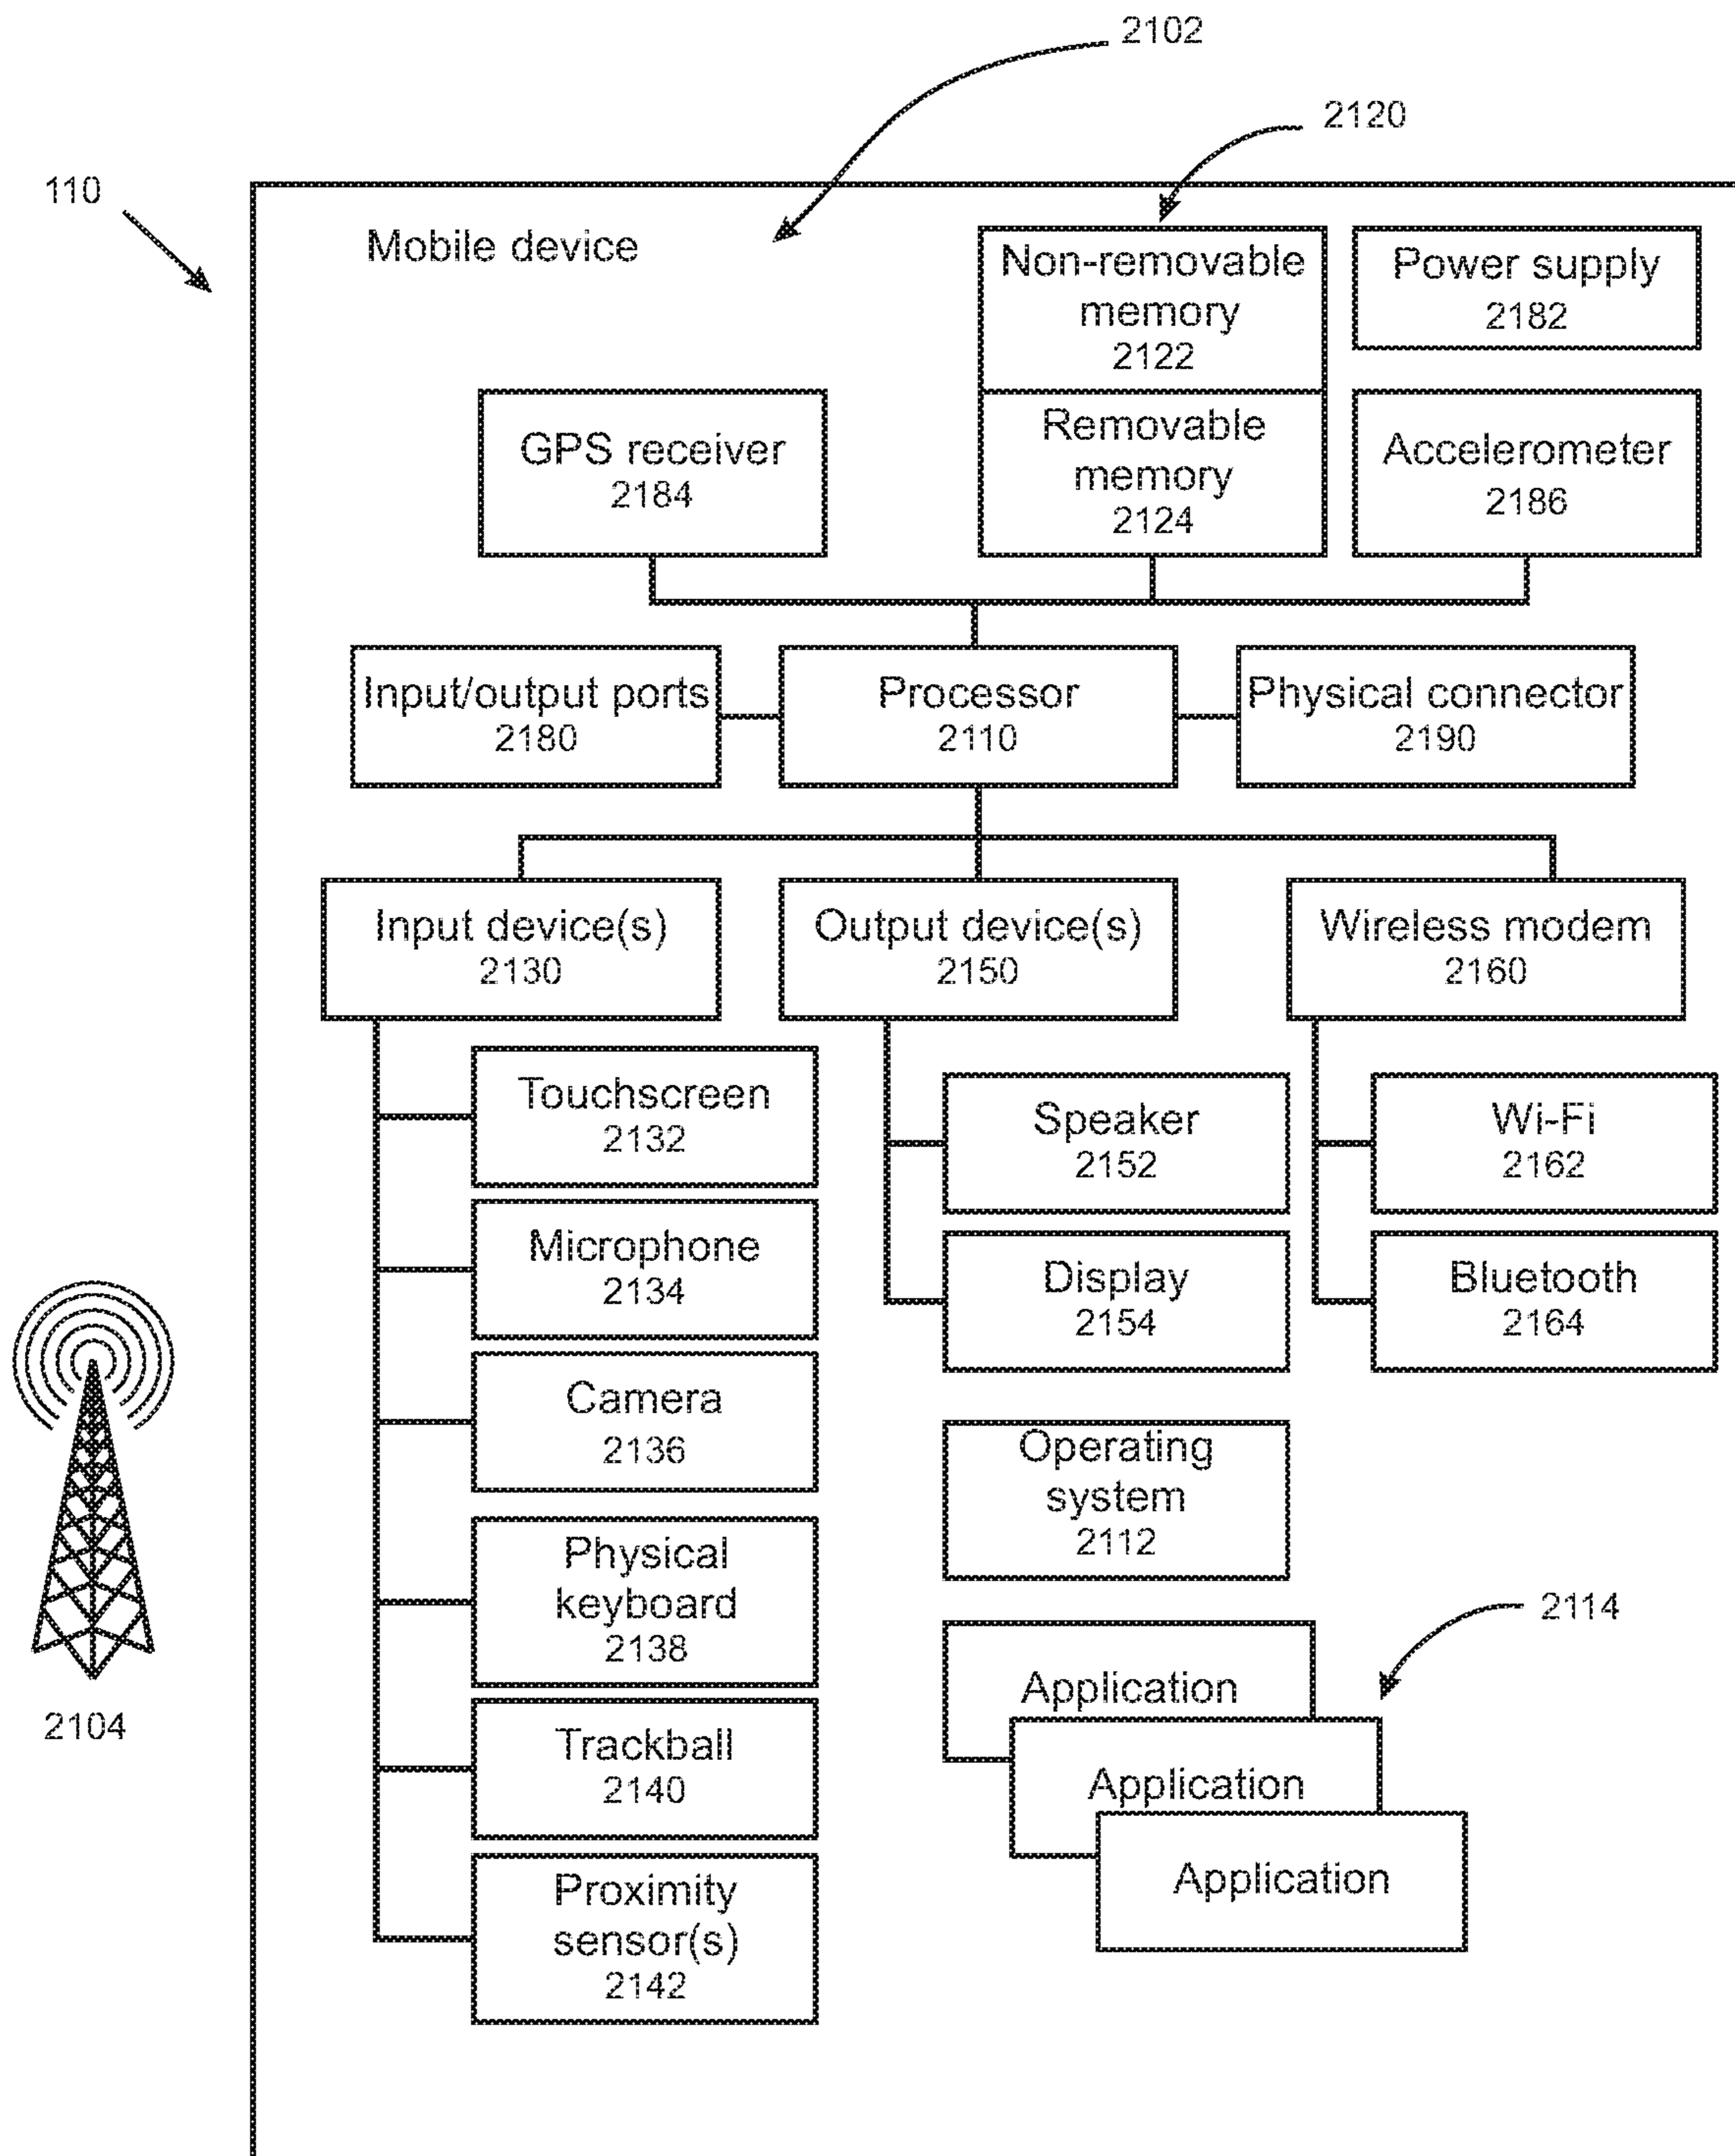 2102
2120
110
Mobile device
Non-removable
memory
2122
Power supply
2182
GPS receiver
2184
Removable
memory
2124
Accelerometer
2186
Input/output ports
2180
Processor
2110
Physical connector
2190
Input device(s)
2130
Output device(s)
2150
Wireless modem
2160
Touchscreen
2132
Speaker
2152
Wi-Fi
2162
Microphone
2134
Display
2154
Bluetooth
2164
Camera
2136
Operating
system
2112
Physical
keyboard
2138
2114
Application
Application
Application
2104
Trackball
2140
Proximity
sensor(s)
2142